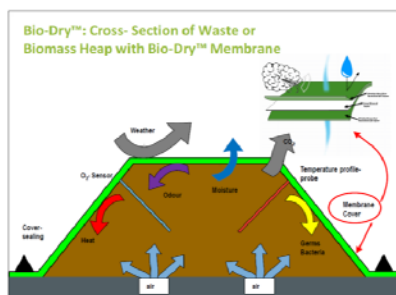 Bio-Dry™: Cross- Section of Waste or
Biomass Heap with Bio-Dry™ Membrane
Weather
CO₂
O₂- Sensor
Temperature profile-
probe
Odour
Moisture
Membrane
Cover
Cover-
sealing
Heat
Germs
Bacteria
air
air